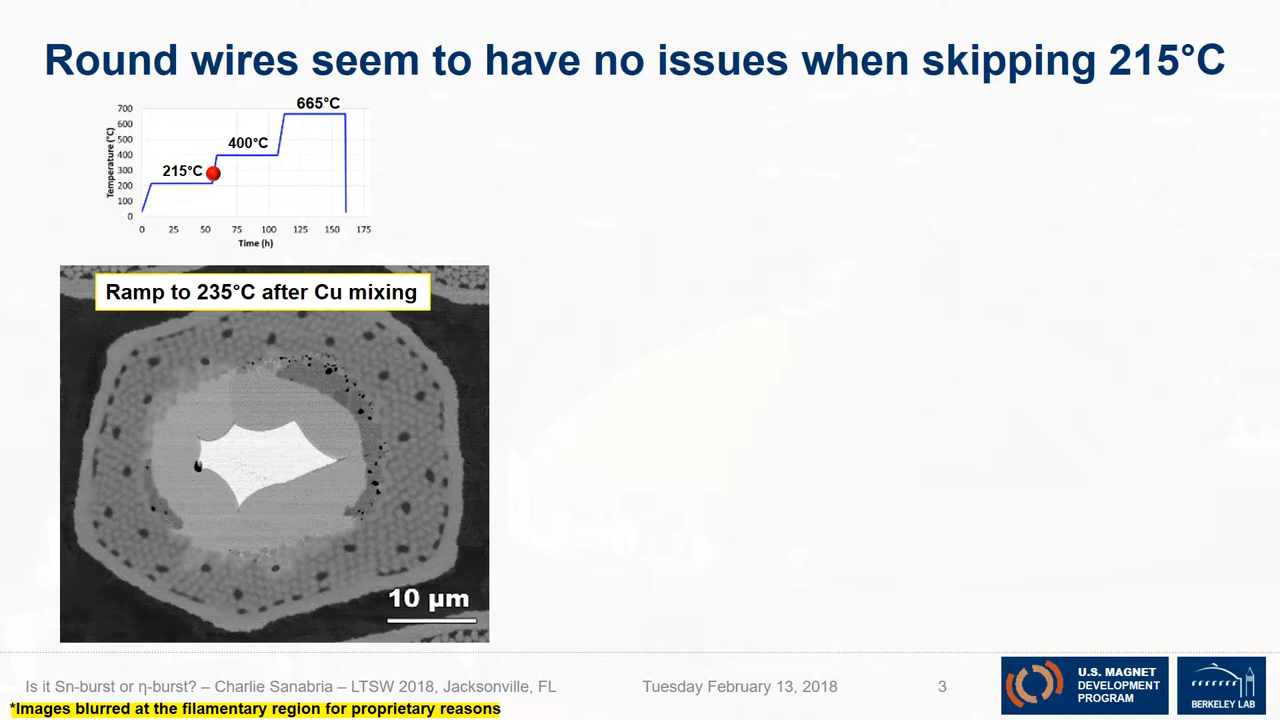 Round wires seem to have no issues when skipping 215°C
Temperature (°C)
700
600
500
400
300
200
100
0
665°C
400°C
215°C
0 25 50 75 100 125 150 175
Time (h)
Ramp to 235°C after Cu mixing
10 µm
Is it Sn-burst or η-burst? – Charlie Sanabria – LTSW 2018, Jacksonville, FL
Tuesday February 13, 2018
3
*Images blurred at the filamentary region for proprietary reasons
U.S. MAGNET
DEVELOPMENT
PROGRAM
BERKELEY LAB